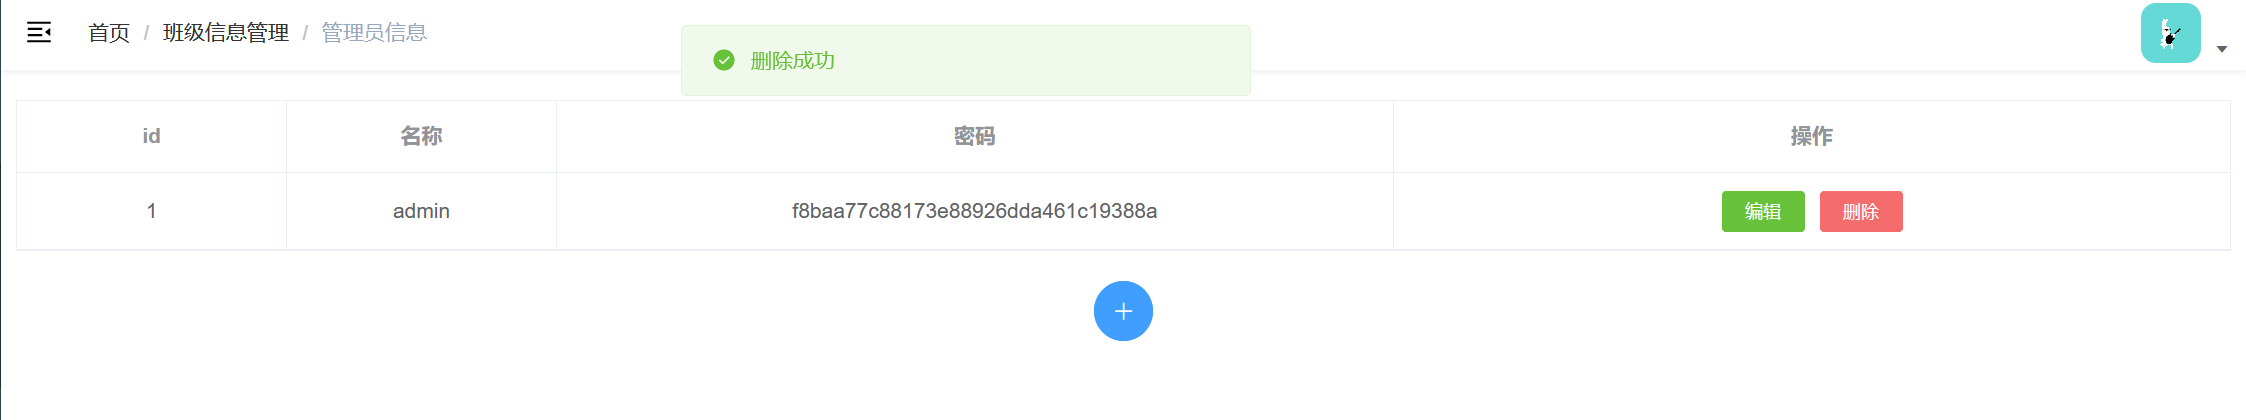 首页 / 班级信息管理 / 管理员信息
删除成功
id 名称 密码 操作
1 admin f8baa77c88173e88926dda461c19388a 编辑 删除